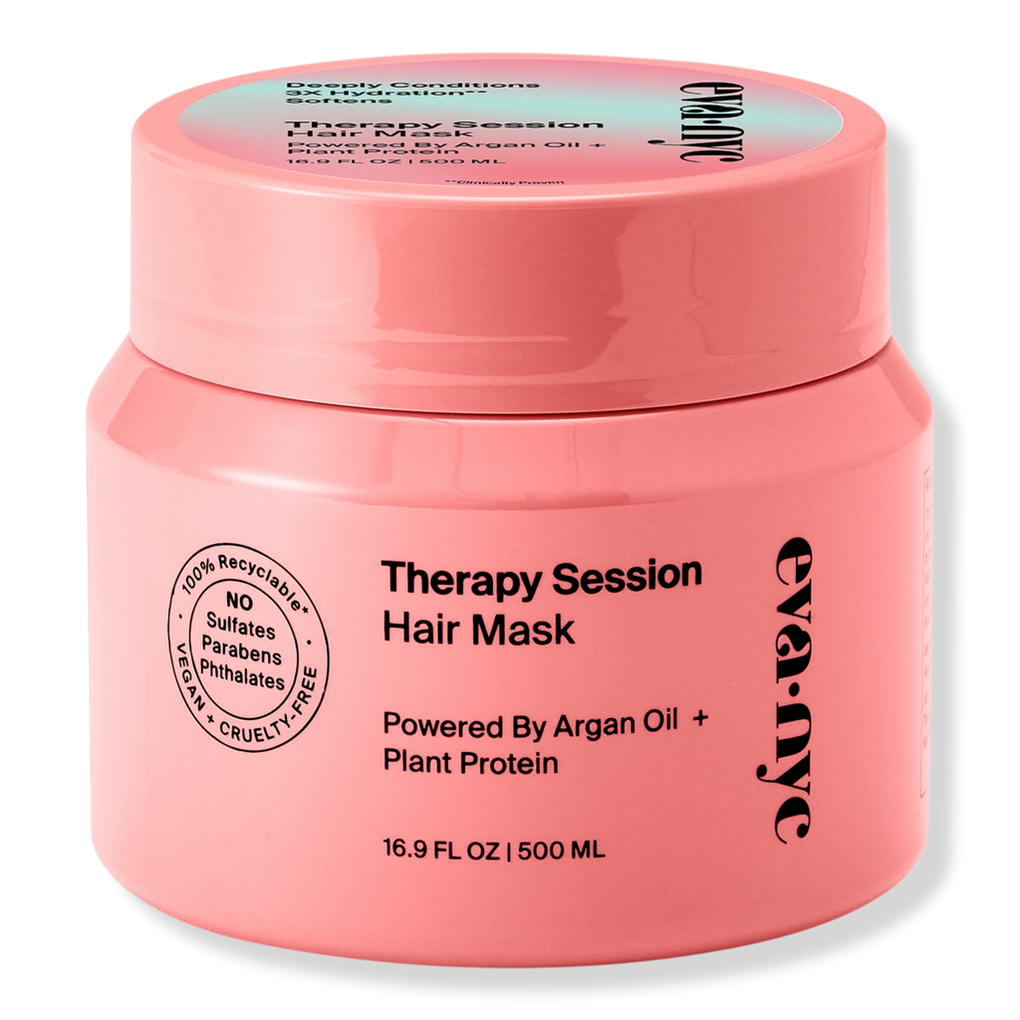 Deeply Conditions
3X Hydration**
Softens
Therapy Session
Hair Mask
Powered By Argan Oil +
Plant Protein
16.9 FL OZ | 500 ML
**Clinically Proven
eva·nyc
100% Recyclable*
NO
Sulfates
Parabens
Phthalates
VEGAN + CRUELTY-FREE
Therapy Session
Hair Mask
Powered By Argan Oil +
Plant Protein
16.9 FL OZ | 500 ML
eva·nyc